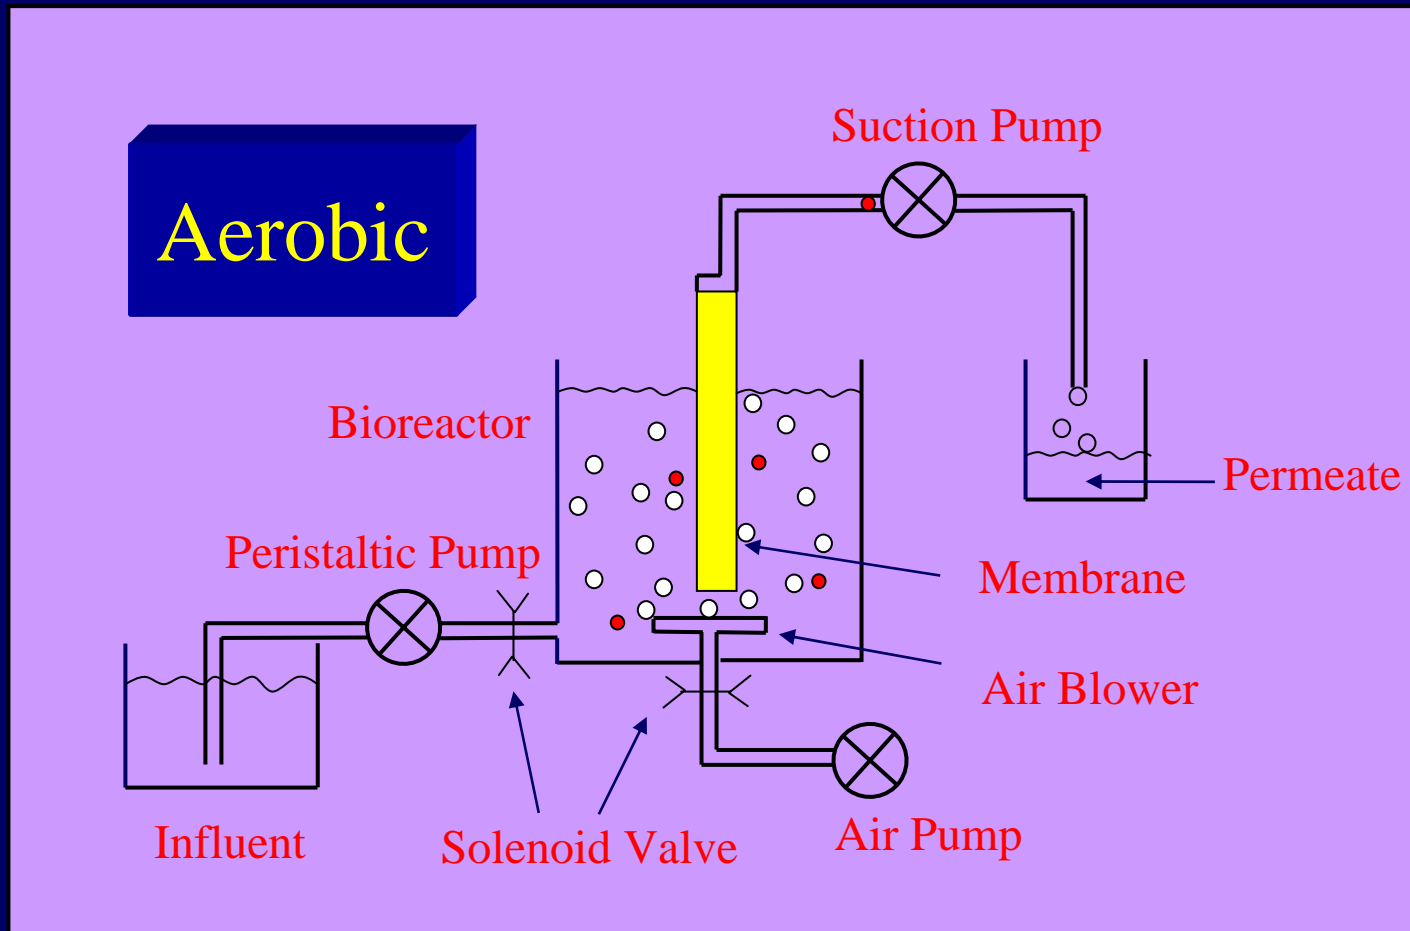 Suction Pump
Aerobic
Bioreactor
Permeate
Peristaltic Pump
Membrane
Air Blower
Influent
Solenoid Valve
Air Pump